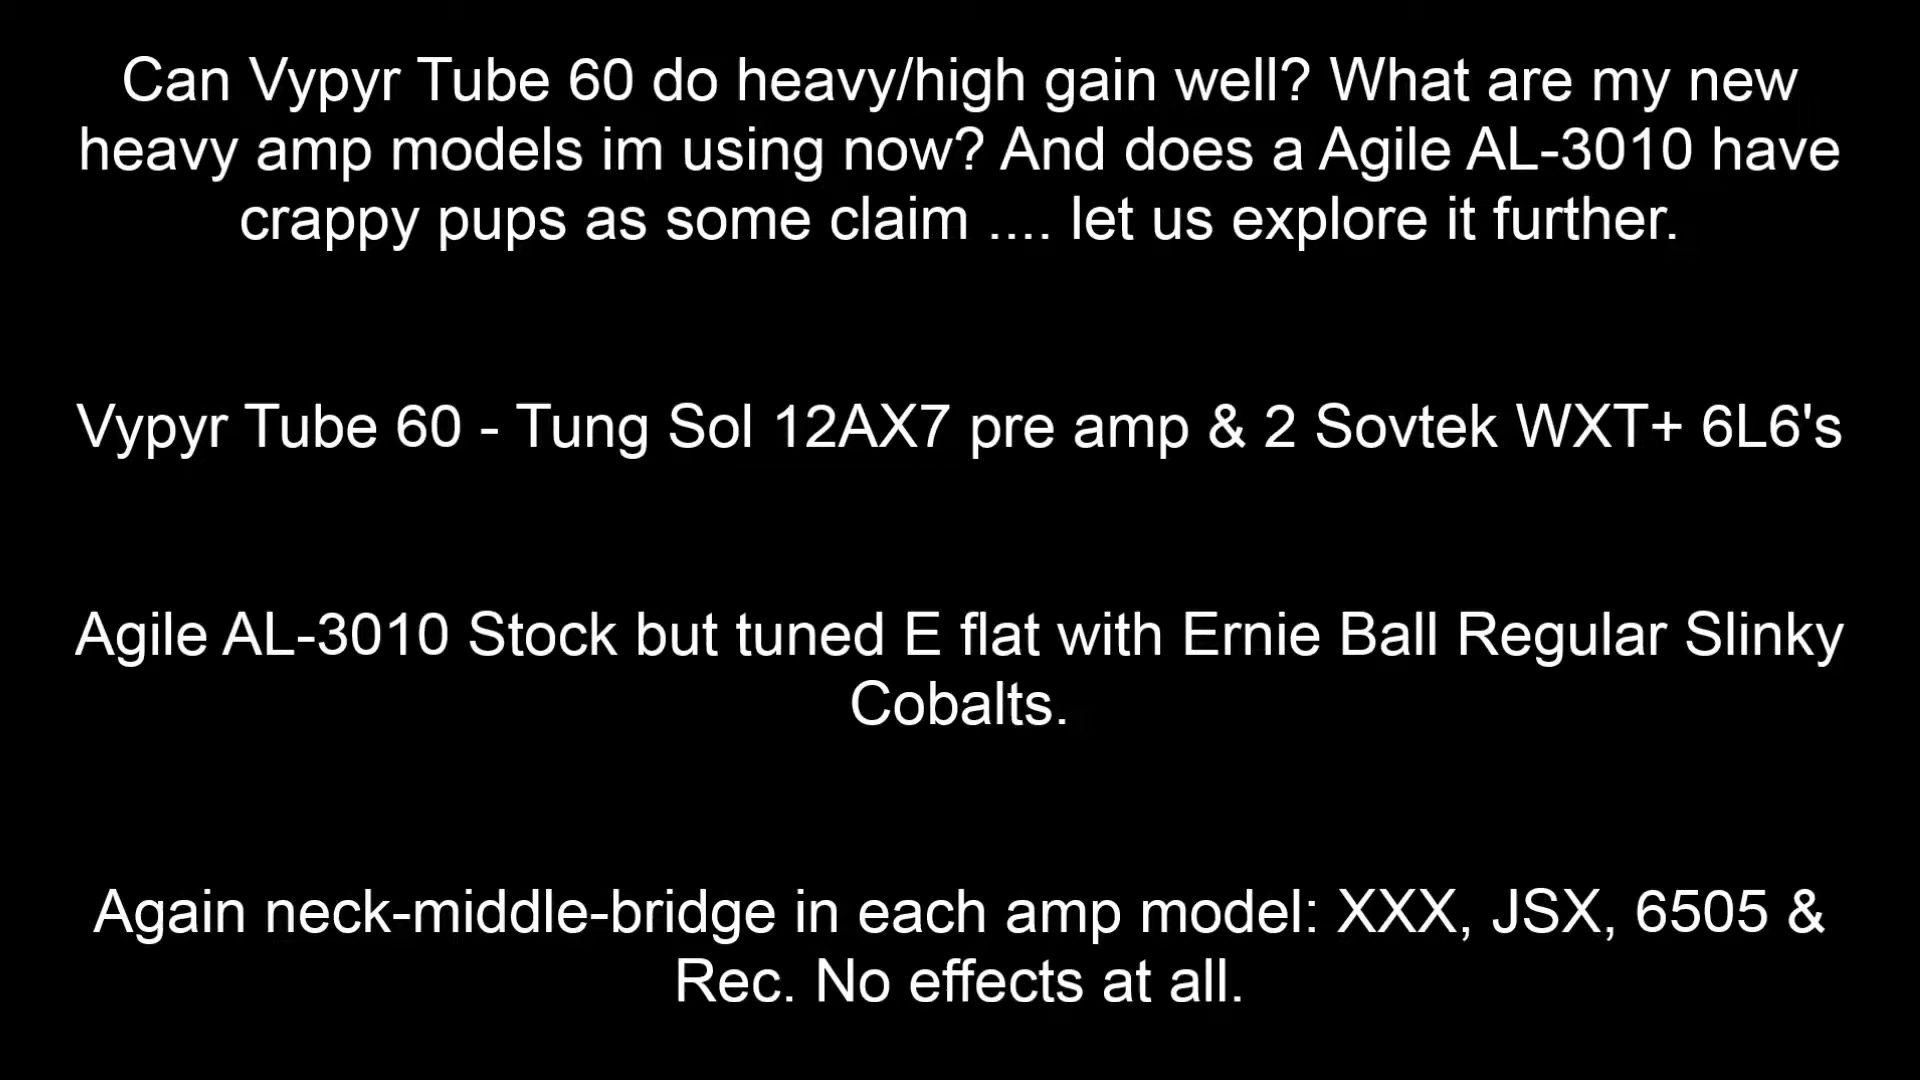 Can Vypyr Tube 60 do heavy/high gain well? What are my new
heavy amp models im using now? And does a Agile AL-3010 have
crappy pups as some claim .... let us explore it further.
Vypyr Tube 60 - Tung Sol 12AX7 pre amp & 2 Sovtek WXT+ 6L6's
Agile AL-3010 Stock but tuned E flat with Ernie Ball Regular Slinky
Cobalts.
Again neck-middle-bridge in each amp model: XXX, JSX, 6505 &
Rec. No effects at all.